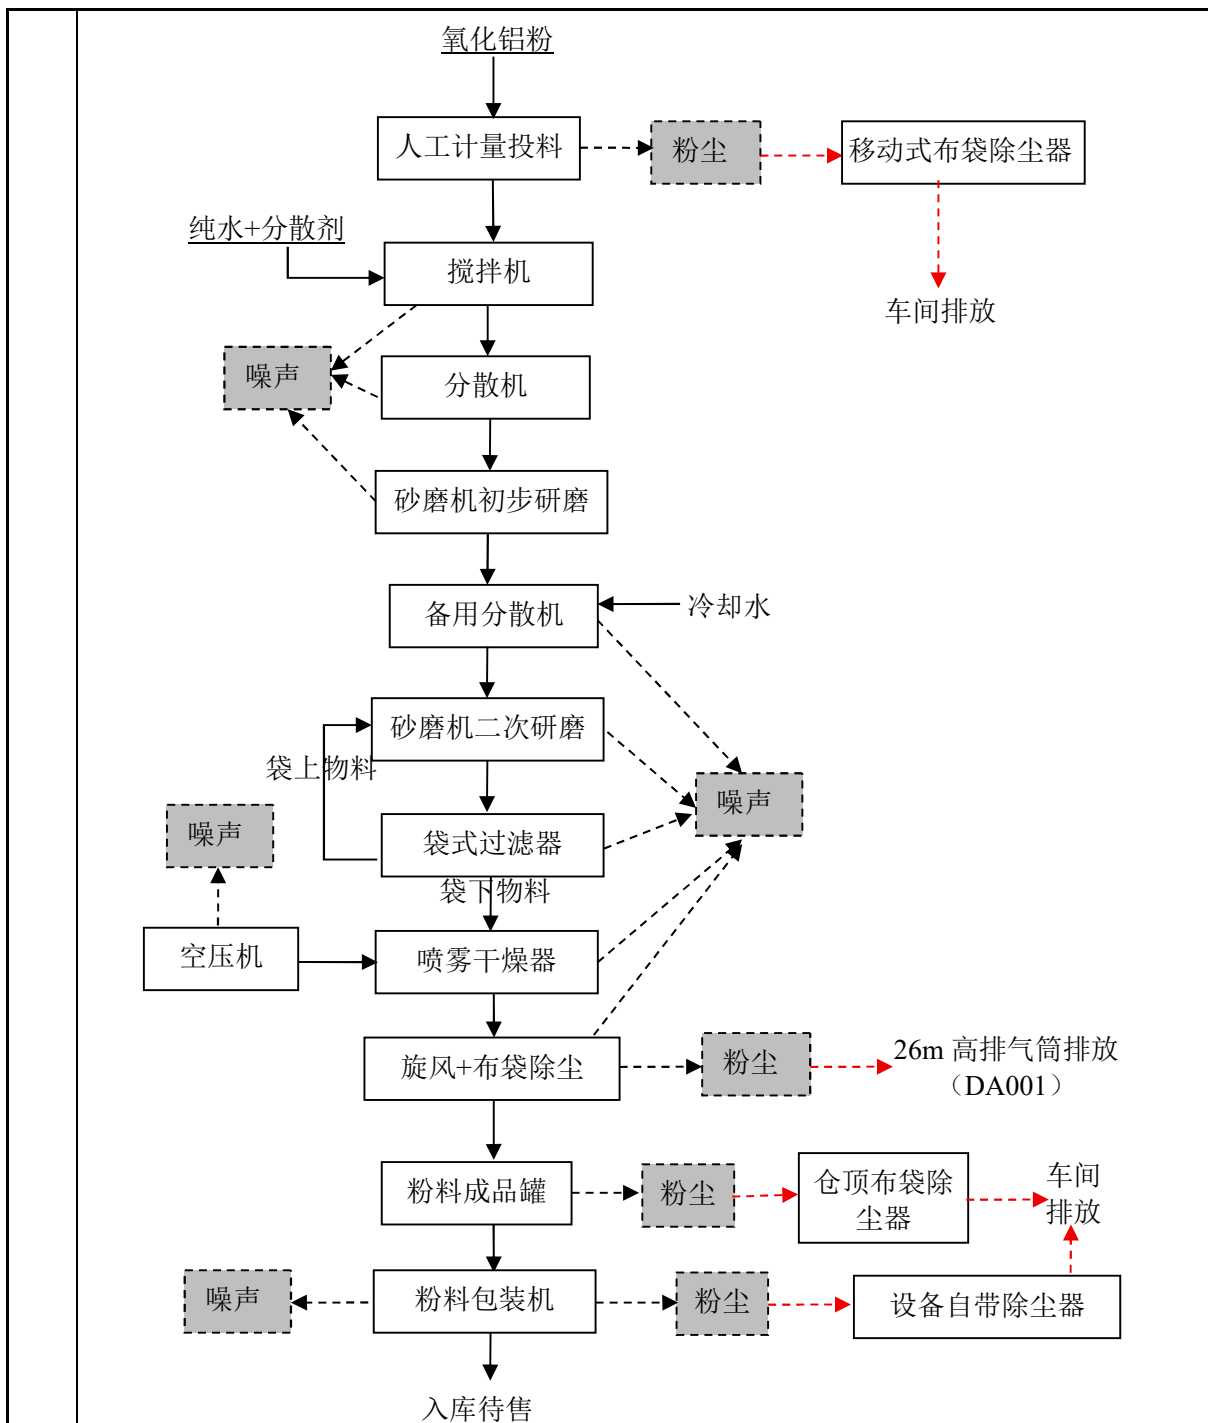 氧化铝粉
人工计量投料
粉尘
移动式布袋除尘器
纯水+分散剂
搅拌机
车间排放
噪声
分散机
砂磨机初步研磨
备用分散机
冷却水
砂磨机二次研磨
袋上物料
噪声
噪声
袋式过滤器
袋下物料
空压机
喷雾干燥器
旋风+布袋除尘
粉尘
26m 高排气筒排放
（DA001）
粉料成品罐
粉尘
仓顶布袋除
尘器
车间
排放
噪声
粉料包装机
粉尘
设备自带除尘器
入库待售